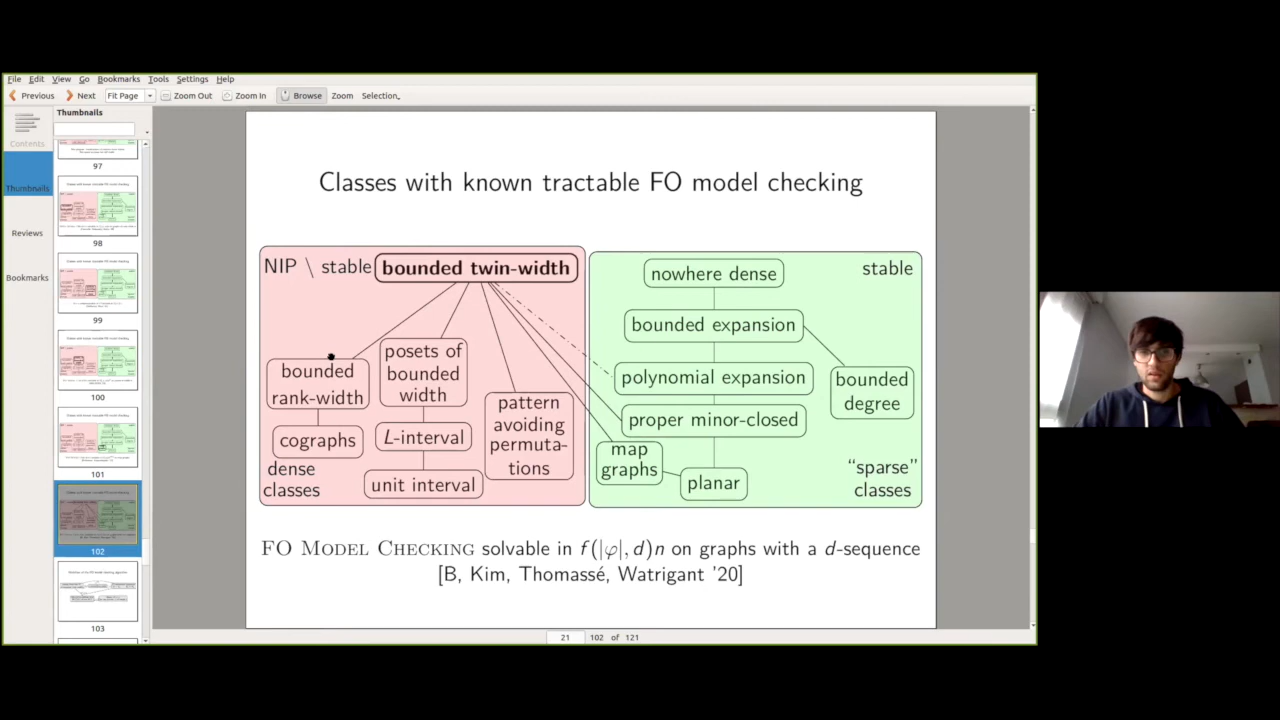 File Edit View Go Bookmarks Tools Settings Help
Previous Next Fit Page Zoom Out Zoom In Browse Zoom Selection
Thumbnails
Contents
Thumbnails
Reviews
Bookmarks
97
98
99
100
101
102
103
Classes with known tractable FO model checking
NIP \ stable
bounded twin-width
bounded
rank-width
cographs
dense
classes
posets of
bounded
width
L-interval
unit interval
pattern
avoiding
permuta-
tions
nowhere dense
stable
bounded expansion
polynomial expansion
bounded
degree
proper minor-closed
map
graphs
planar
“sparse”
classes
FO MODEL CHECKING solvable in f(|φ|, d)n on graphs with a d-sequence
[B, Kim, Thomassé, Watrigant '20]
21 102 of 121